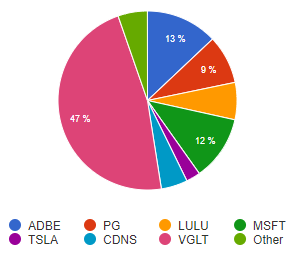 13 %
9 %
12 %
47 %
ADBE PG LULU MSFT
TSLA CDNS VGLT Other